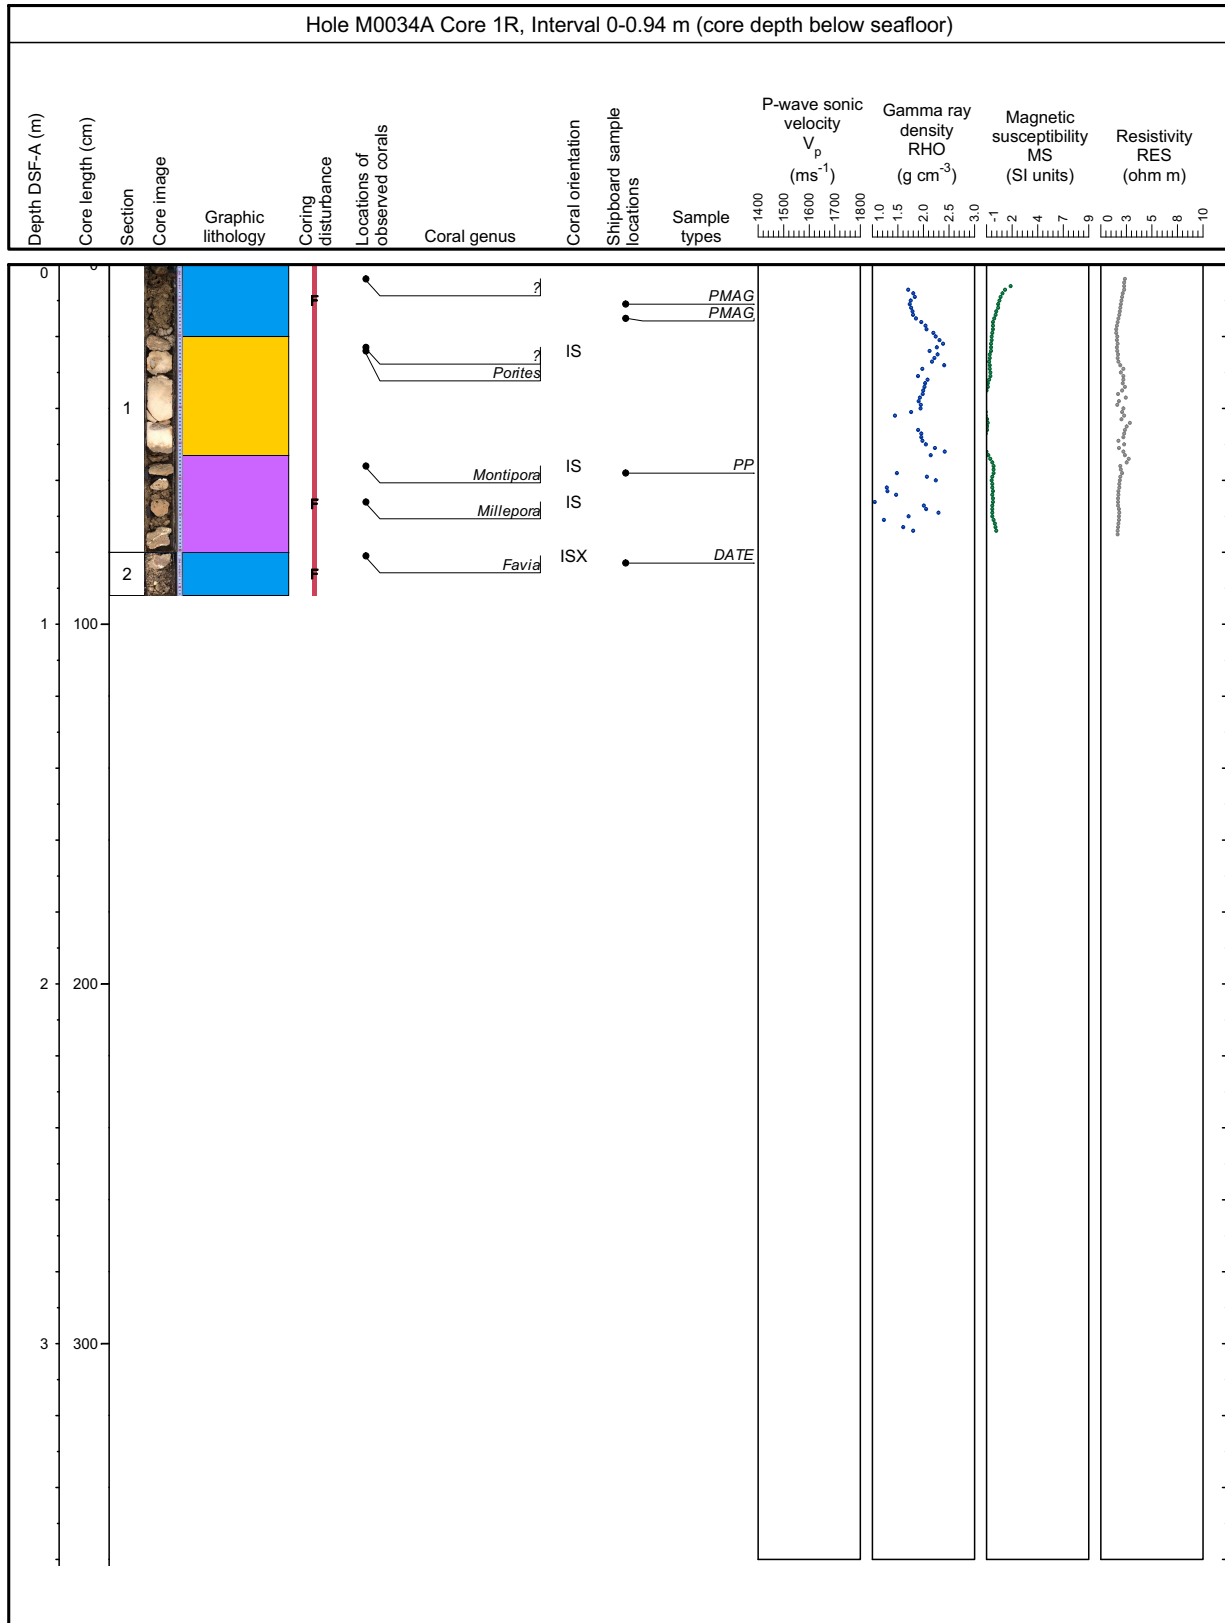 Hole M0034A Core 1R, Interval 0-0.94 m (core depth below seafloor)
Depth DSF-A (m)
Core length (cm)
Section
Core image
Graphic
lithology
Coring
disturbance
Locations of
observed corals
Coral genus
Coral orientation
Shipboard sample
locations
Sample
types
P-wave sonic
velocity
Vp
(ms-1)
1400
1500
1600
1700
1800
Gamma ray
density
RHO
(g cm-3)
1.0
1.5
2.0
2.5
3.0
Magnetic
susceptibility
MS
(SI units)
-1
2
4
7
9
Resistivity
RES
(ohm m)
0
3
5
8
10
0
0
?
F
PMAG
PMAG
IS
?
Porites
1
IS
Montipora
PP
IS
F
Millepora
ISX
DATE
Favia
2
F
1
100
2
200
3
300